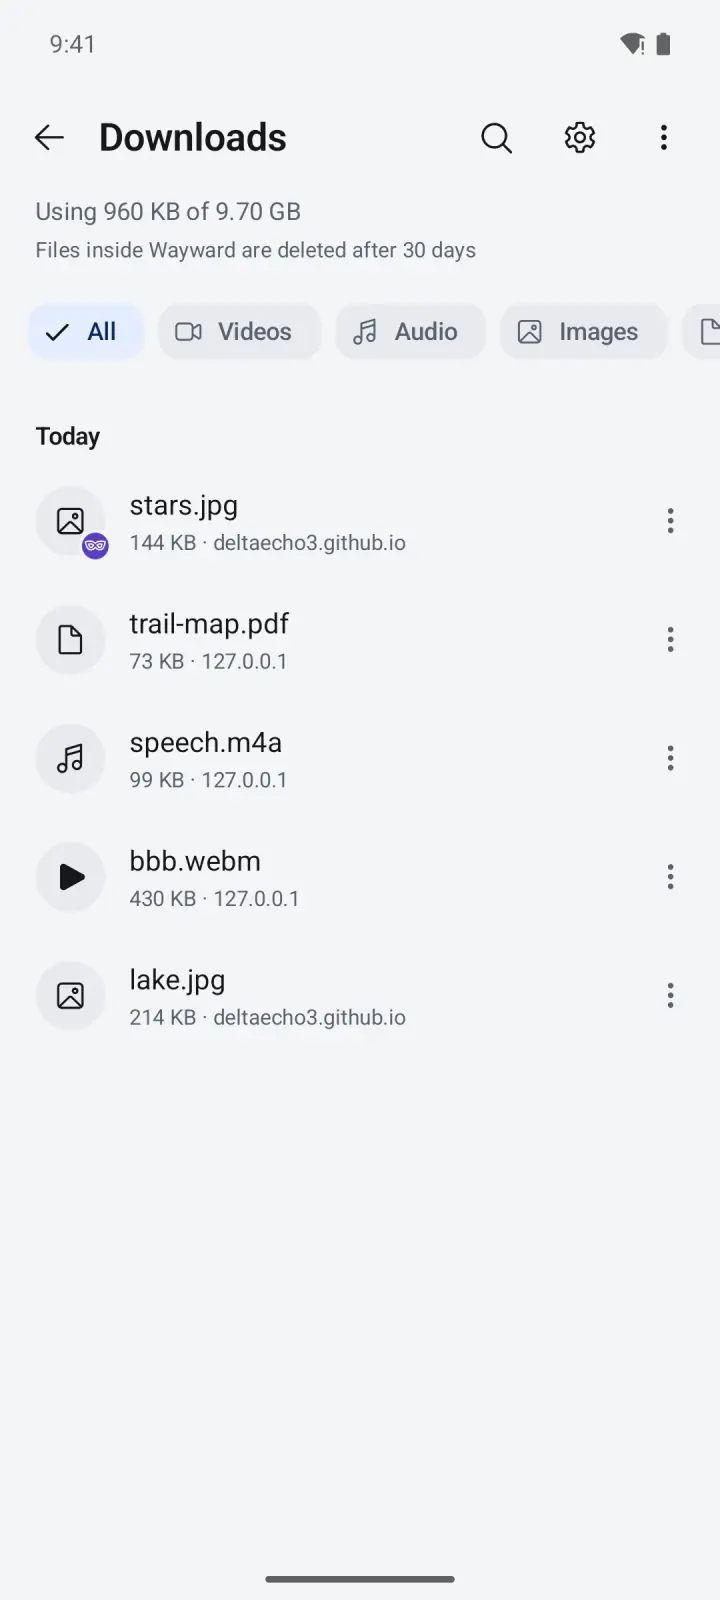 9:41
Downloads
Using 960 KB of 9.70 GB
Files inside Wayward are deleted after 30 days
All
Videos
Audio
Images
Today
stars.jpg
144 KB · deltaecho3.github.io
trail-map.pdf
73 KB · 127.0.0.1
speech.m4a
99 KB · 127.0.0.1
bbb.webm
430 KB · 127.0.0.1
lake.jpg
214 KB · deltaecho3.github.io